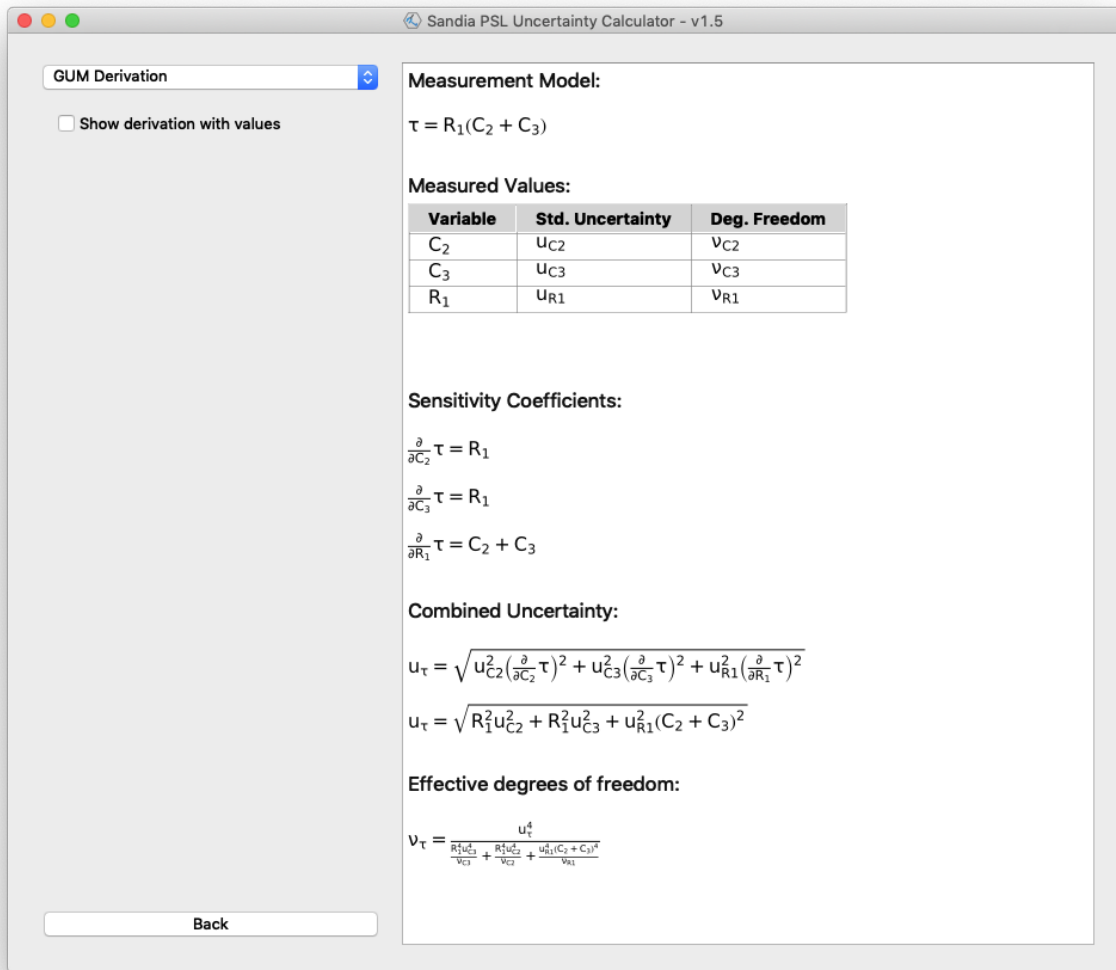 Sandia PSL Uncertainty Calculator - v1.5
GUM Derivation
Show derivation with values
Back
Measurement Model:
τ = R₁(C₂ + C₃)
Measured Values:
Variable Std. Uncertainty Deg. Freedom
C₂ u_C2 ν_C2
C₃ u_C3 ν_C3
R₁ u_R1 ν_R1
Sensitivity Coefficients:
∂/∂C₂ τ = R₁
∂/∂C₃ τ = R₁
∂/∂R₁ τ = C₂ + C₃
Combined Uncertainty:
u_τ = √(u²_C2(∂/∂C₂ τ)² + u²_C3(∂/∂C₃ τ)² + u²_R1(∂/∂R₁ τ)²)
u_τ = √(R₁²u²_C2 + R₁²u²_C3 + u²_R1(C₂ + C₃)²)
Effective degrees of freedom:
ν_τ = u⁴_τ / (R₁⁴u⁴_C3/ν_C3 + R₁⁴u⁴_C2/ν_C2 + u⁴_R1(C₂ + C₃)⁴/ν_R1)